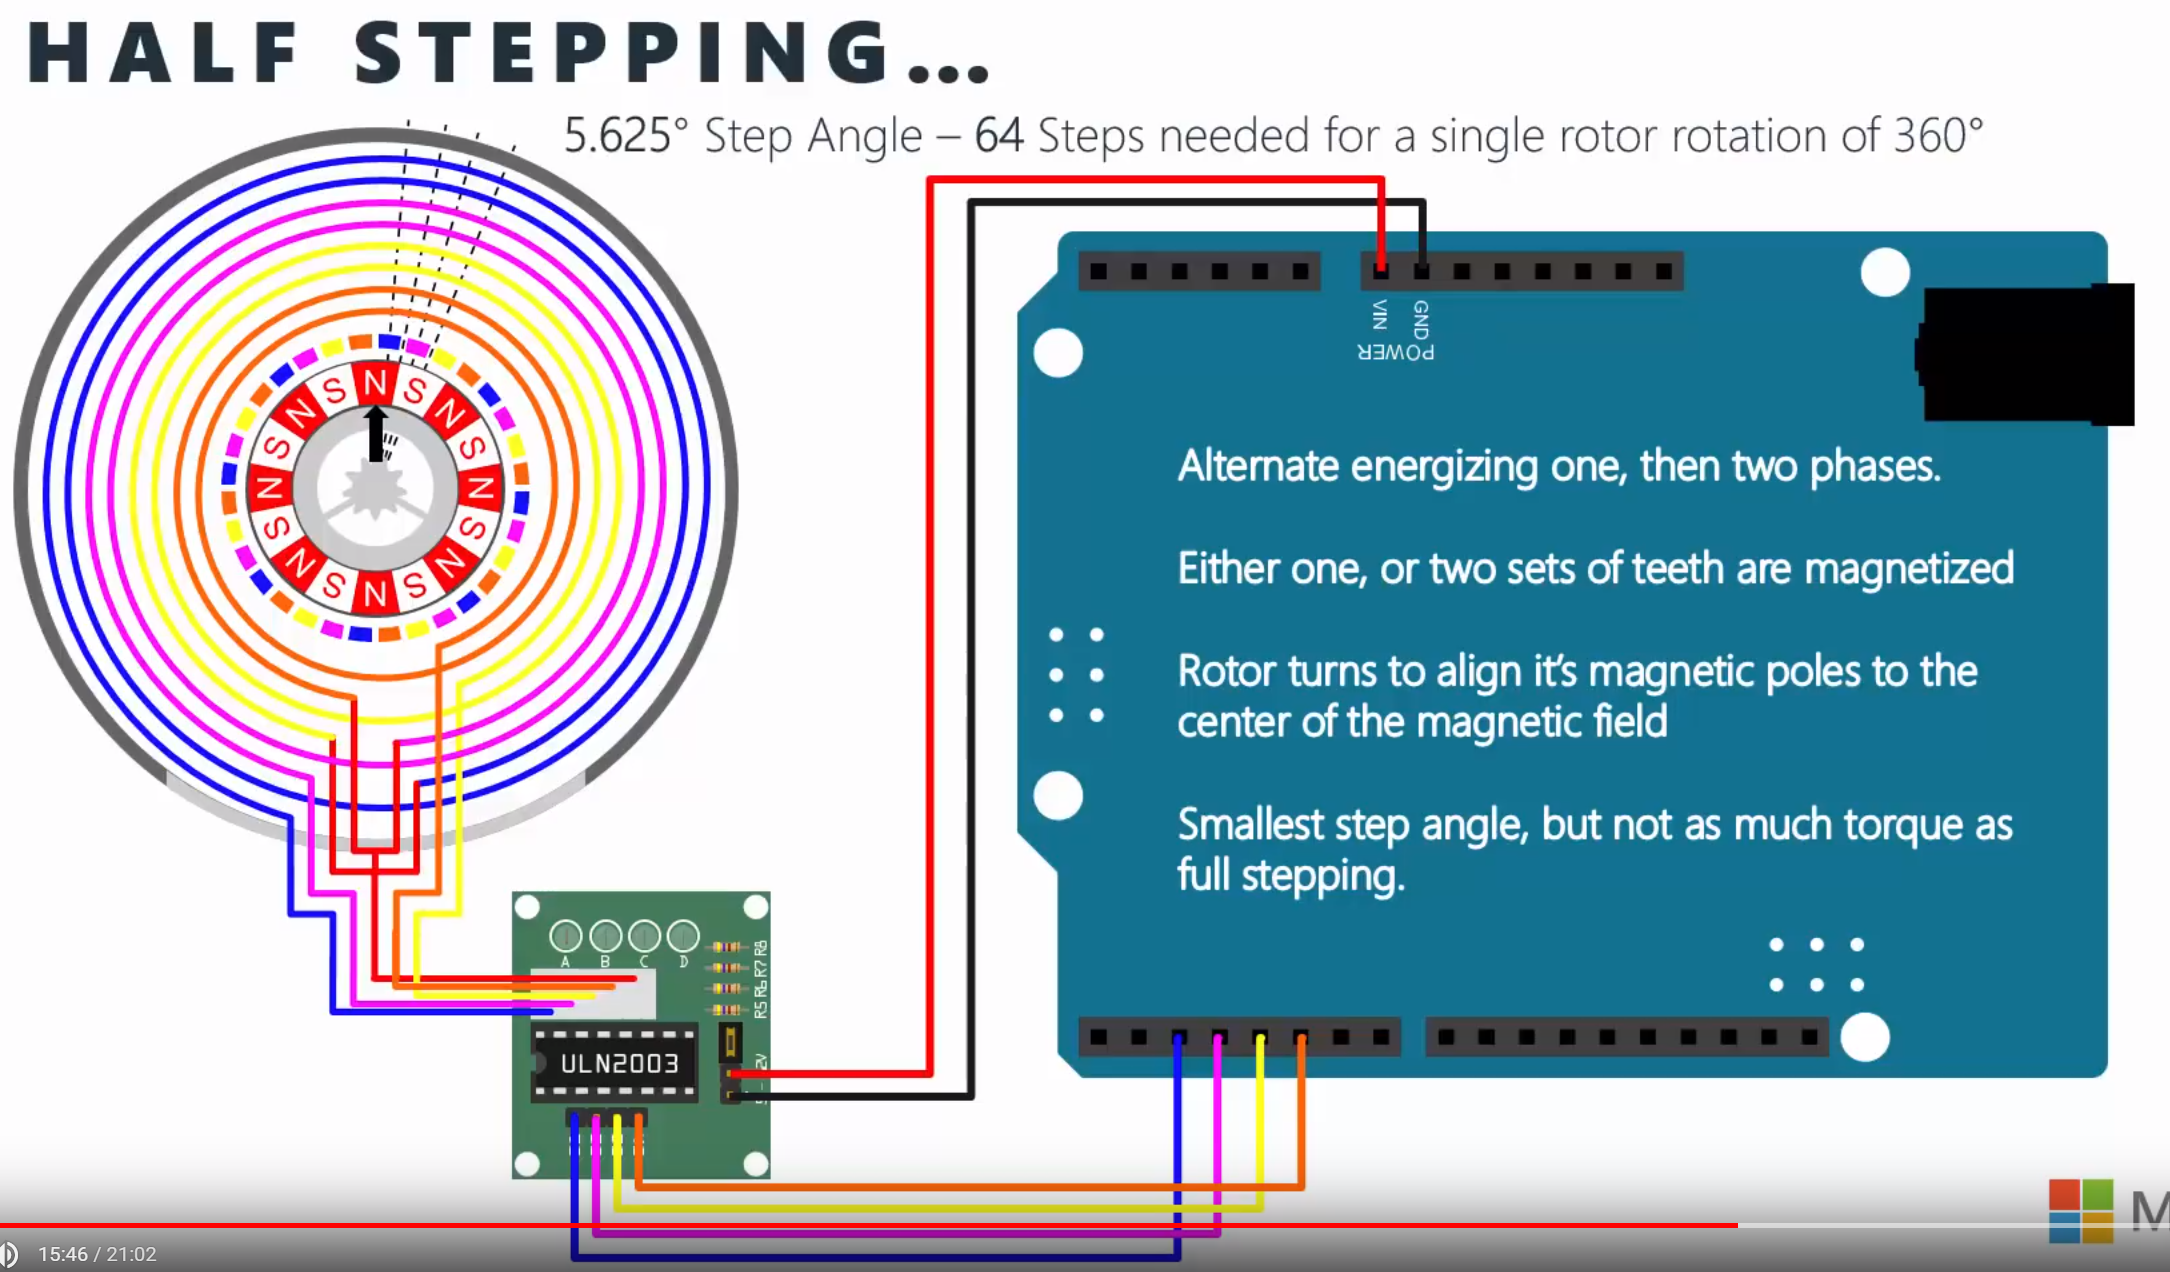 HALF STEPPING...
5.625° Step Angle – 64 Steps needed for a single rotor rotation of 360°
VIN
GND
POWER
Alternate energizing one, then two phases.
Either one, or two sets of teeth are magnetized
Rotor turns to align it's magnetic poles to the
center of the magnetic field
Smallest step angle, but not as much torque as
full stepping.
N
S
N
S
N
S
N
S
N
S
N
S
N
S
N
S
A B C D
R5 R6 R7 R8
ULN2003
M
15:46 / 21:02